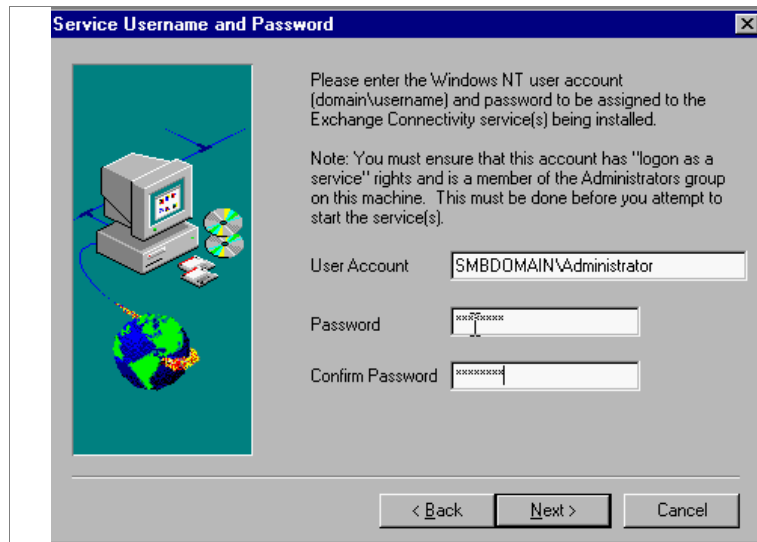 Service Username and Password
Please enter the Windows NT user account
(domain\username) and password to be assigned to the
Exchange Connectivity service(s) being installed.
Note: You must ensure that this account has "logon as a
service" rights and is a member of the Administrators group
on this machine. This must be done before you attempt to
start the service(s).
User Account SMBDOMAIN\Administrator
Password ********
Confirm Password ********
< Back Next > Cancel